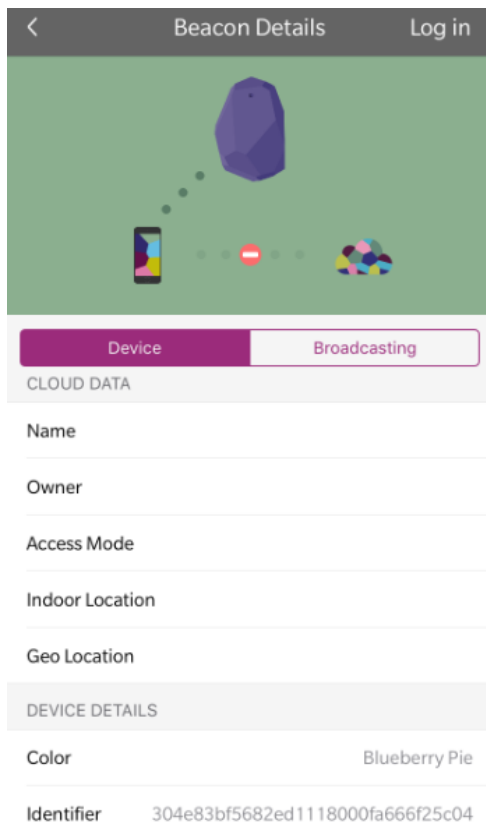 Beacon Details Log in
Device Broadcasting
CLOUD DATA
Name
Owner
Access Mode
Indoor Location
Geo Location
DEVICE DETAILS
Color Blueberry Pie
Identifier 304e83bf5682ed1118000fa666f25c04